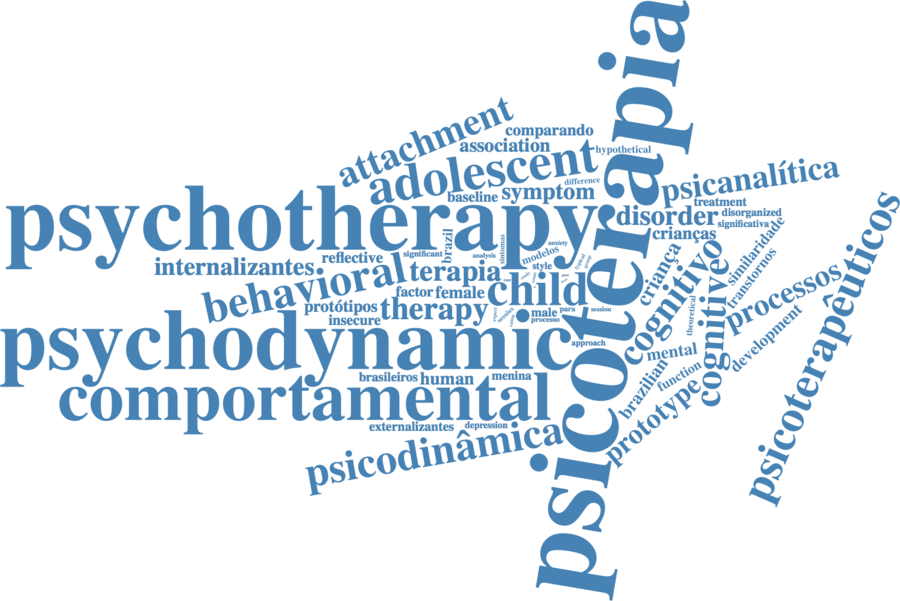 psicoterapia
attachment
comparando
association
hypothetical
adolescent
difference
baseline
symptom
psicanalítica
treatment
psychotherapy
disorder
disorganized
significativa
crianças
brazil
sintomas
anxiety
modelos
typical
group
similaridade
psicoterapêuticos
internalizantes
reflective
significant
analysis
style
criança
cognitivo
transtornos
behavioral
terapia
child
processos
protótipos
factor
female
therapy
insecure
male
para
session
processo
theoretical
cognitive
psychodynamic
approach
mental
development
brasileiros
human
menina
brazilian
function
comportamental
prototype
externalizantes
depression
psicodinâmica